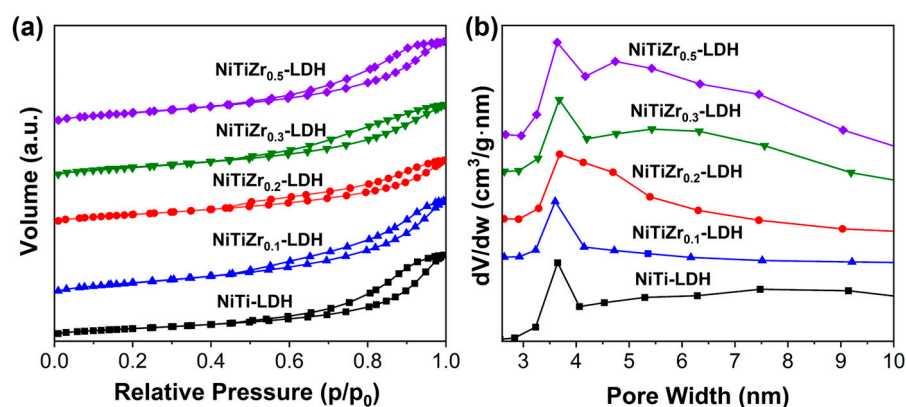 (a)
Volume (a.u.)
NiTiZr0.5-LDH
NiTiZr0.3-LDH
NiTiZr0.2-LDH
NiTiZr0.1-LDH
NiTi-LDH
0.0 0.2 0.4 0.6 0.8 1.0
Relative Pressure (p/p0)
(b)
dV/dw (cm³/g·nm)
NiTiZr0.5-LDH
NiTiZr0.3-LDH
NiTiZr0.2-LDH
NiTiZr0.1-LDH
NiTi-LDH
3 4 5 6 7 8 9 10
Pore Width (nm)